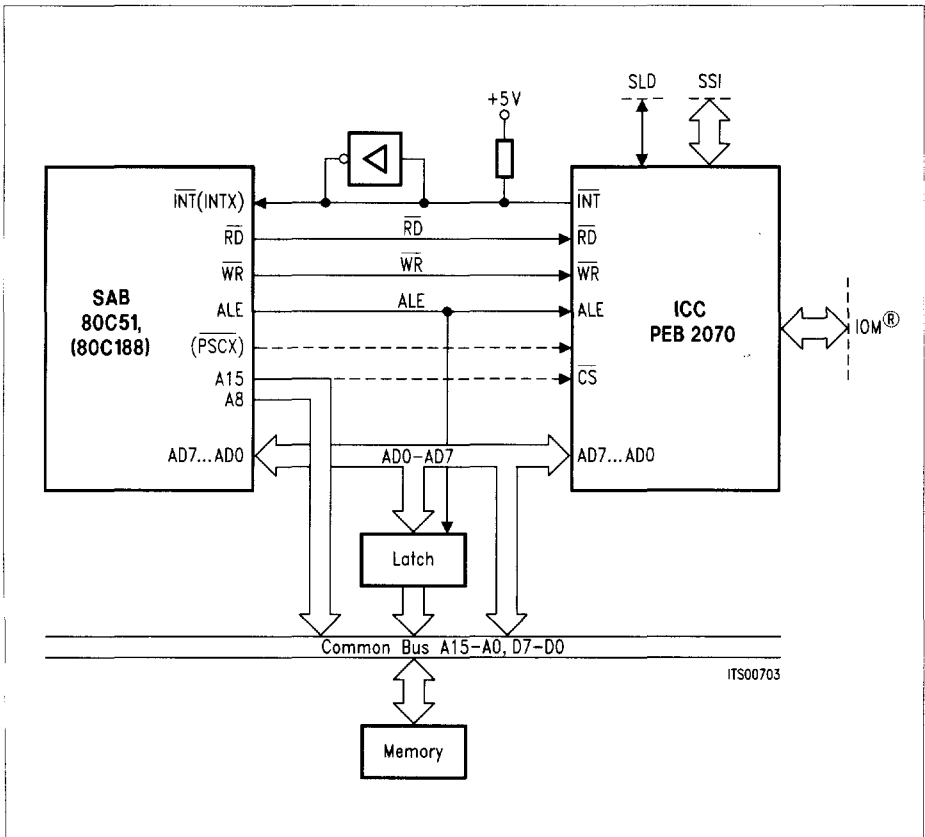 SLD SSI
+5V
INT(INTX) INT
RD RD RD
WR WR WR
SAB
80C51,
(80C188)
ALE ALE ALE
ICC
PEB 2070
IOM®
(PSCX)
A15 CS
A8
AD7...AD0 AD0-AD7 AD7...AD0
Latch
Common Bus A15-A0, D7-D0
ITS00703
Memory